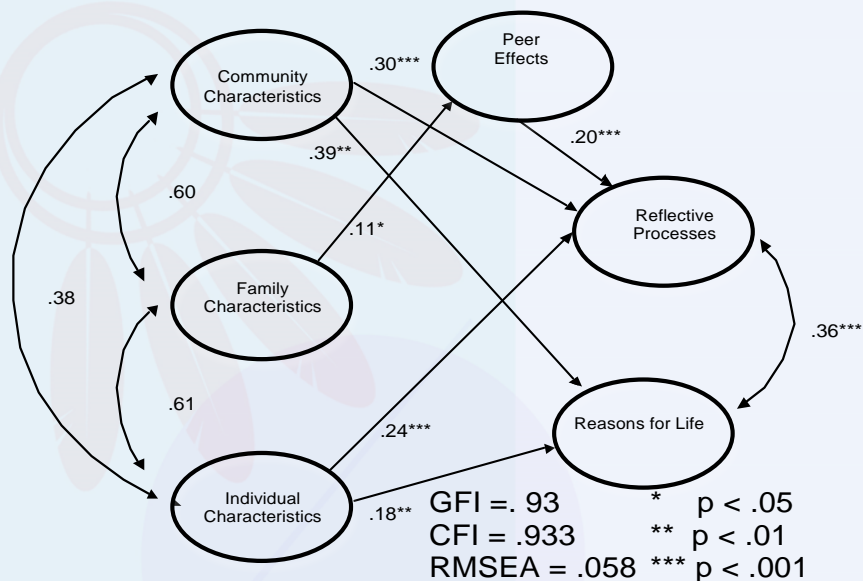 Peer
Effects
.30***
Community
Characteristics
.39**
.20***
.60
.11*
Reflective
Processes
.38
Family
Characteristics
.36***
.61
.24***
Reasons for Life
Individual
Characteristics
.18**
GFI =. 93 * p < .05
CFI = .933 ** p < .01
RMSEA = .058 *** p < .001